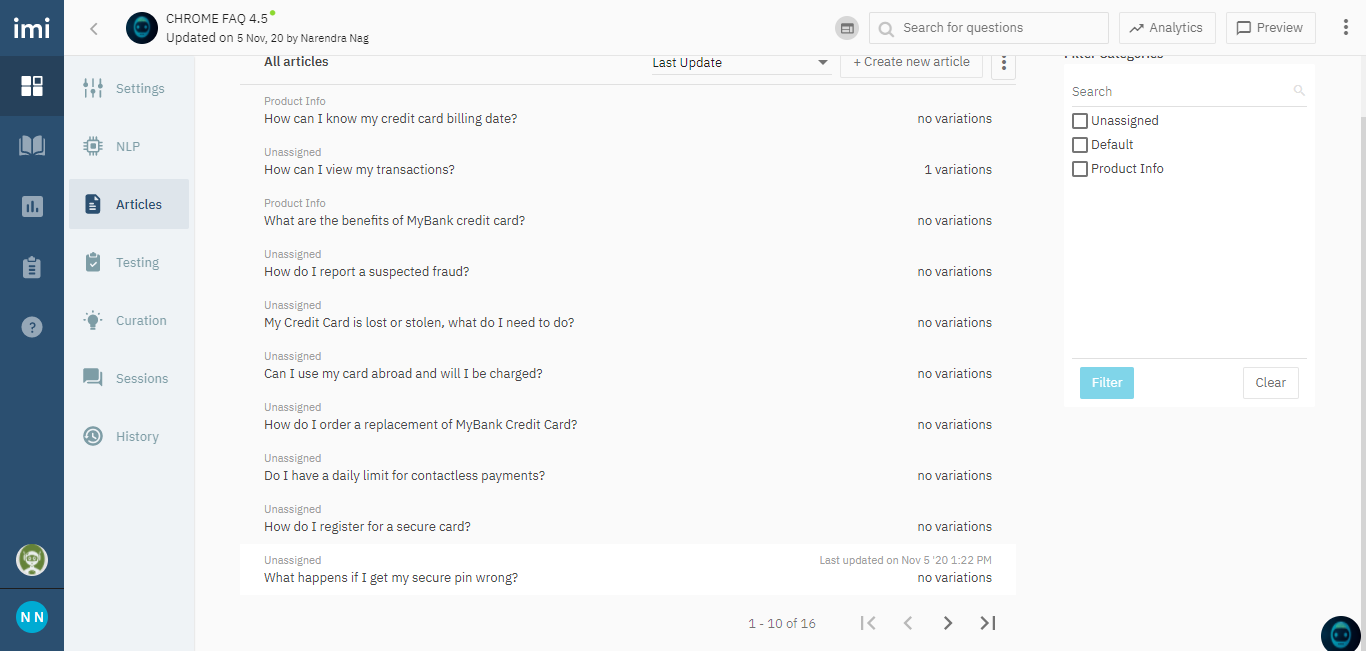 imi
CHROME FAQ 4.5
Updated on 5 Nov, 20 by Narendra Nag
Search for questions
Analytics
Preview
Settings
NLP
Articles
Testing
Curation
Sessions
History
N N
All articles
Last Update
+ Create new article
Product Info
How can I know my credit card billing date?
no variations
Unassigned
How can I view my transactions?
1 variations
Product Info
What are the benefits of MyBank credit card?
no variations
Unassigned
How do I report a suspected fraud?
no variations
Unassigned
My Credit Card is lost or stolen, what do I need to do?
no variations
Unassigned
Can I use my card abroad and will I be charged?
no variations
Unassigned
How do I order a replacement of MyBank Credit Card?
no variations
Unassigned
Do I have a daily limit for contactless payments?
no variations
Unassigned
How do I register for a secure card?
no variations
Unassigned
Last updated on Nov 5 '20 1:22 PM
What happens if I get my secure pin wrong?
no variations
1 - 10 of 16
Filter Categories
Search
Unassigned
Default
Product Info
Filter
Clear